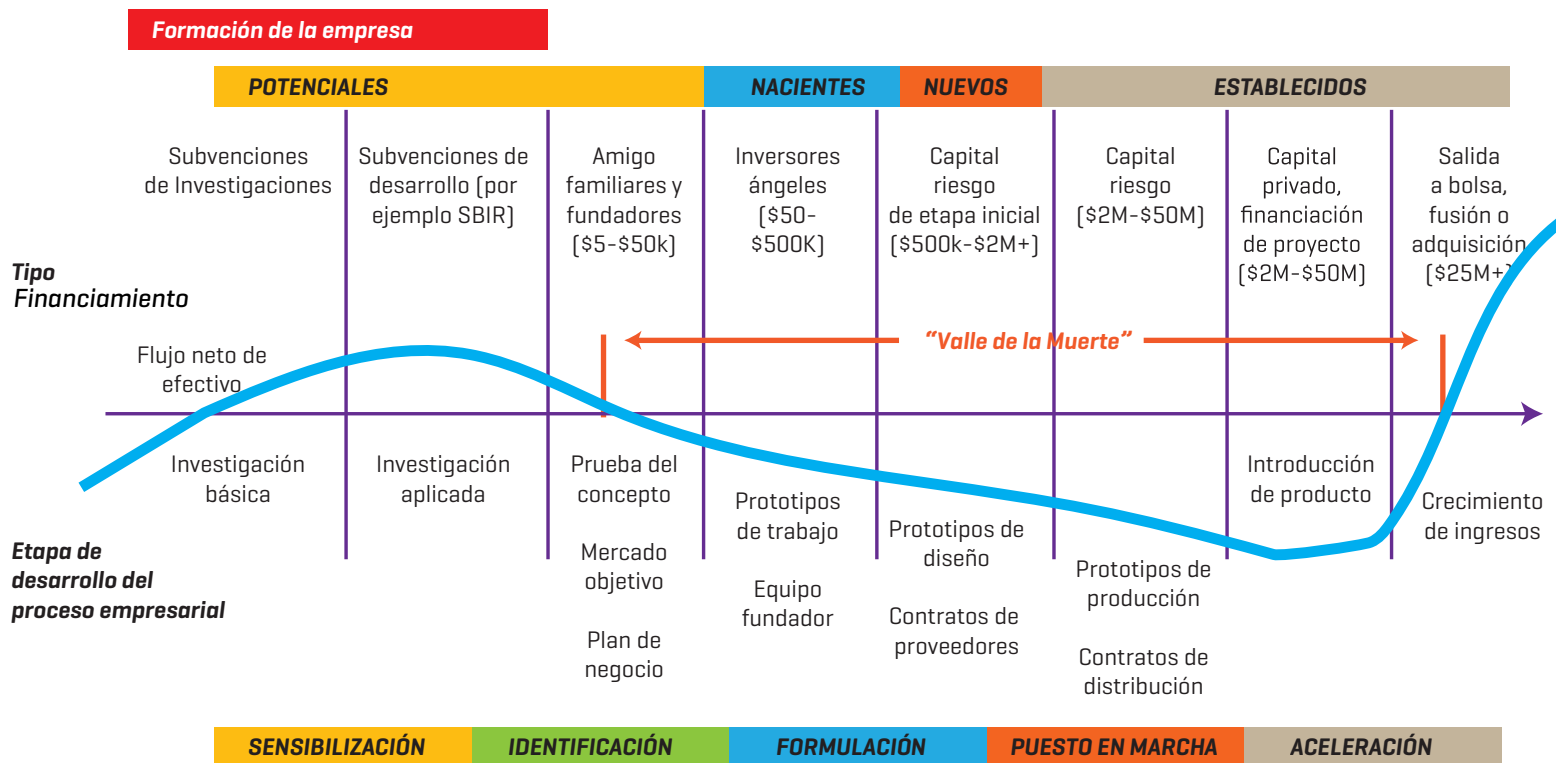 Formación de la empresa
POTENCIALES
NACIENTES
NUEVOS
ESTABLECIDOS
Subvenciones
de Investigaciones
Subvenciones de
desarrollo (por
ejemplo SBIR)
Amigo
familiares y
fundadores
($5-$50k)
Inversores
ángeles
($50-
$500K)
Capital
riesgo
de etapa inicial
($500k-$2M+)
Capital
riesgo
($2M-$50M)
Capital
privado,
financiación
de proyecto
($2M-$50M)
Salida
a bolsa,
fusión o
adquisición
($25M+)
Tipo
Financiamiento
"Valle de la Muerte"
Flujo neto de
efectivo
Investigación
básica
Investigación
aplicada
Prueba del
concepto
Mercado
objetivo
Plan de
negocio
Prototipos
de trabajo
Equipo
fundador
Prototipos de
diseño
Contratos de
proveedores
Prototipos de
producción
Contratos de
distribución
Introducción
de producto
Crecimiento
de ingresos
Etapa de
desarrollo del
proceso empresarial
SENSIBILIZACIÓN
IDENTIFICACIÓN
FORMULACIÓN
PUESTO EN MARCHA
ACELERACIÓN